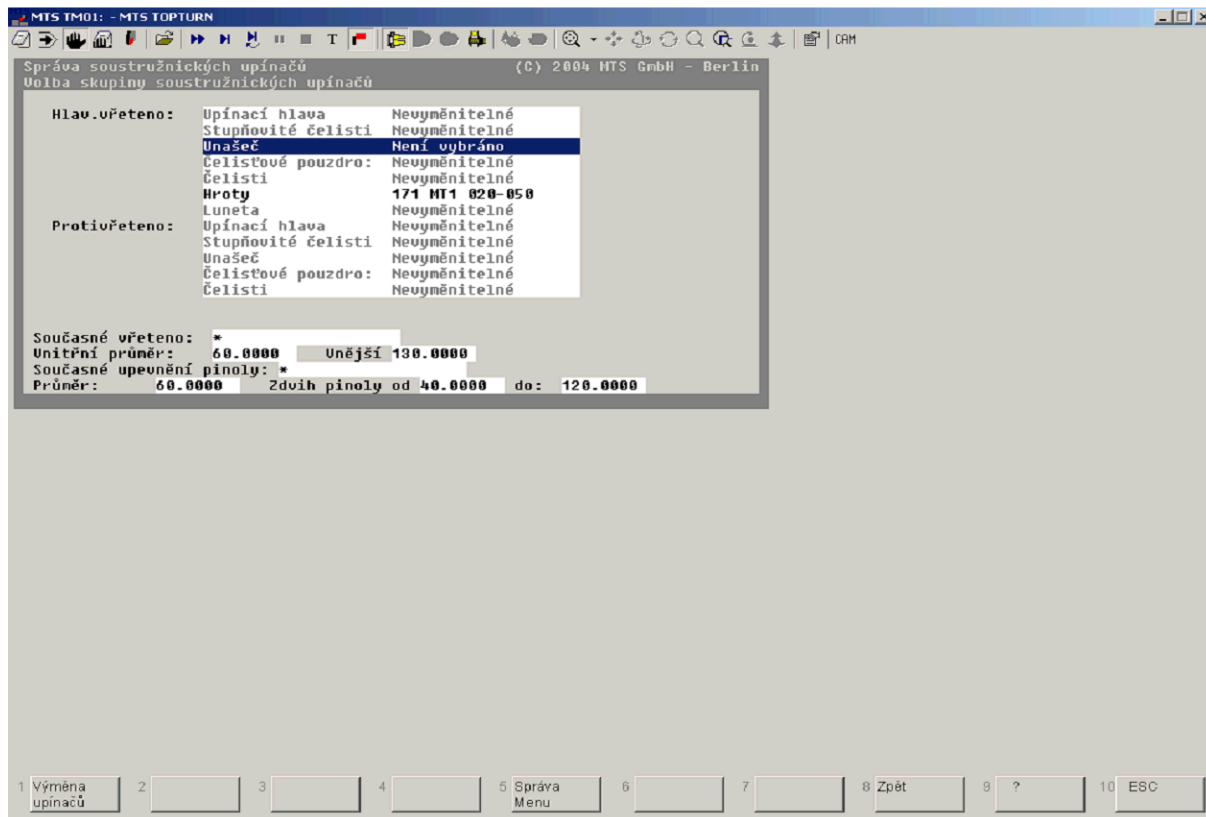 MTS TM01: - MTS TOPTURN
T CAM
Správa soustružnických upínačů (C) 2004 MTS GmbH - Berlin
Volba skupiny soustružnických upínačů
Hlav.vřeteno: Upínací hlava Nevyměnitelné
Stupňovité čelisti Nevyměnitelné
Unašeč Není vybráno
Čelisťové pouzdro: Nevyměnitelné
Čelisti Nevyměnitelné
Hroty 171 MT1 020-050
Luneta Nevyměnitelné
Protivřeteno: Upínací hlava Nevyměnitelné
Stupňovité čelisti Nevyměnitelné
Unašeč Nevyměnitelné
Čelisťové pouzdro: Nevyměnitelné
Čelisti Nevyměnitelné
Současné vřeteno: *
Vnitřní průměr: 60.0000 Vnější 130.0000
Současné upevnění pinoly: *
Průměr: 60.0000 Zdvih pinoly od 40.0000 do: 120.0000
1 Výměna upínačů 2 3 4 5 Správa Menu 6 7 8 Zpět 9 ? 10 ESC